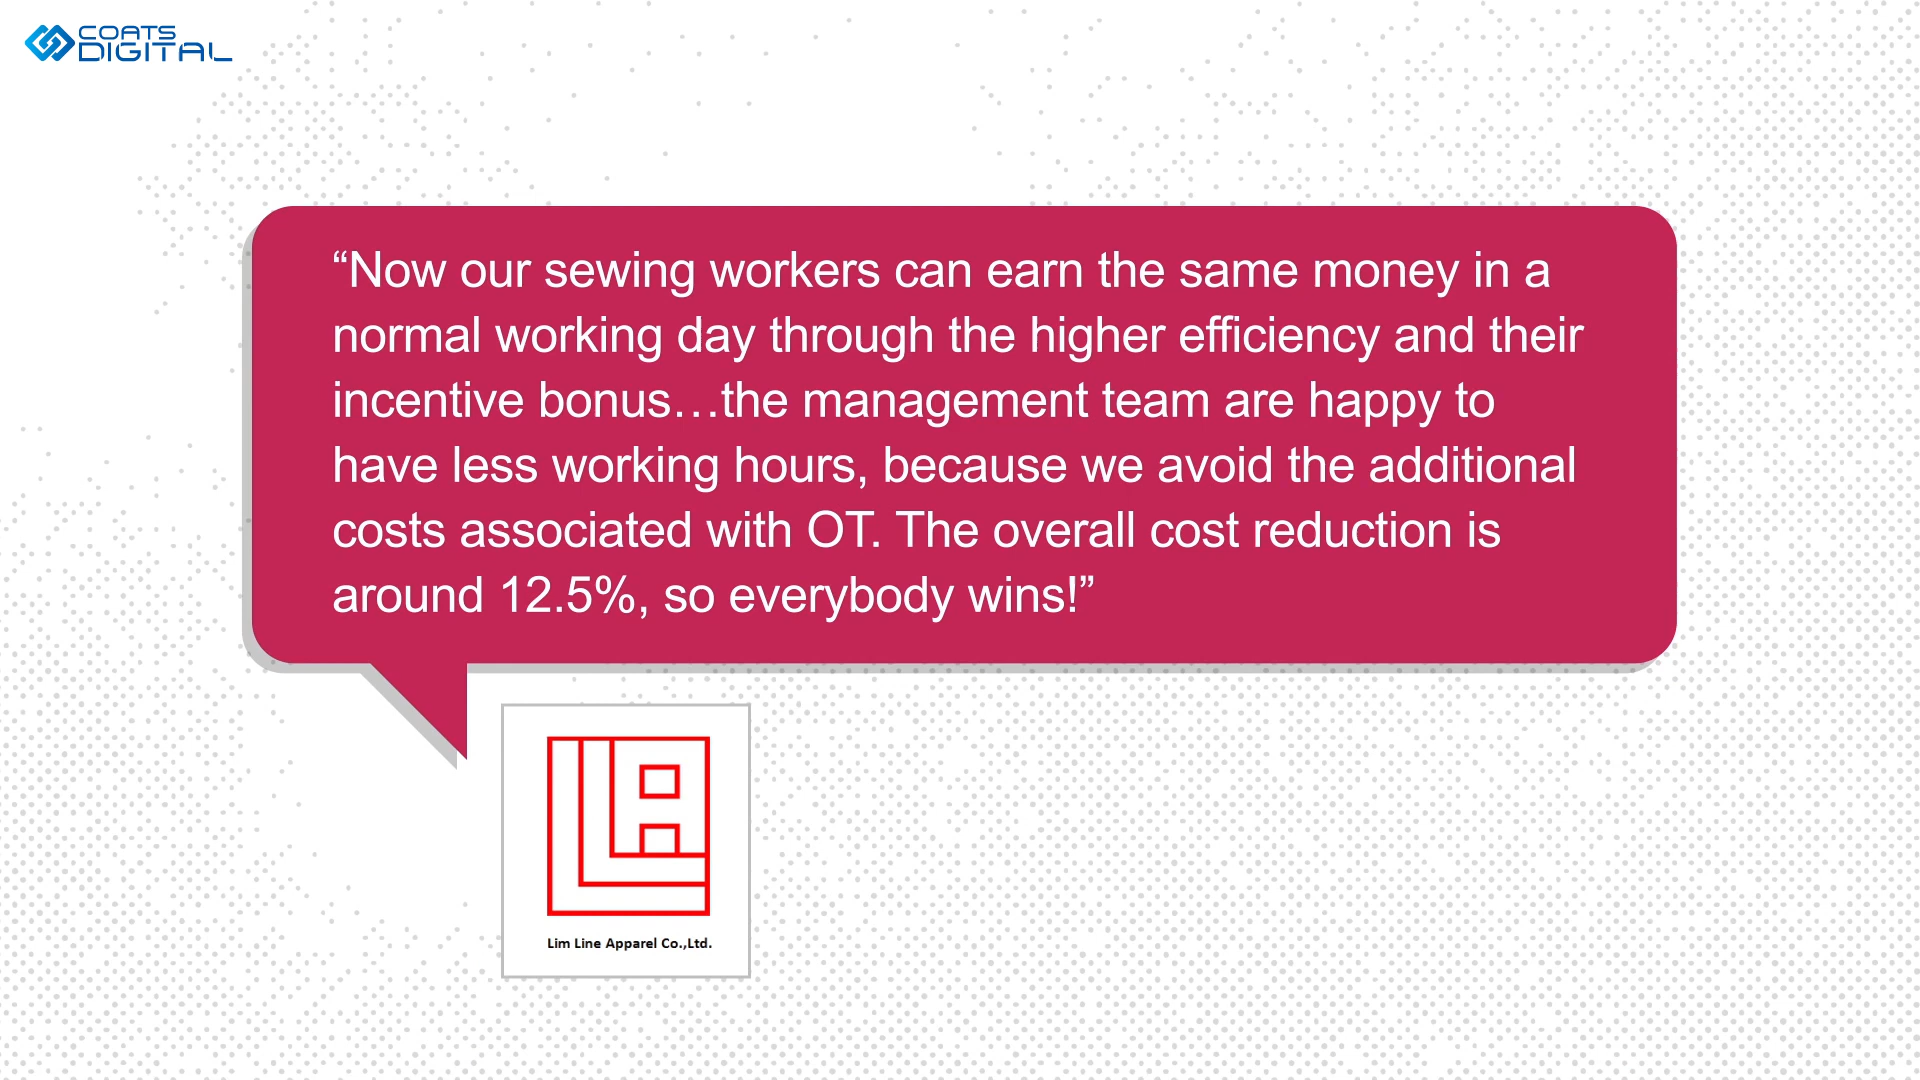 COATS
DIGITAL
“Now our sewing workers can earn the same money in a
normal working day through the higher efficiency and their
incentive bonus…the management team are happy to
have less working hours, because we avoid the additional
costs associated with OT. The overall cost reduction is
around 12.5%, so everybody wins!”
Lim Line Apparel Co.,Ltd.